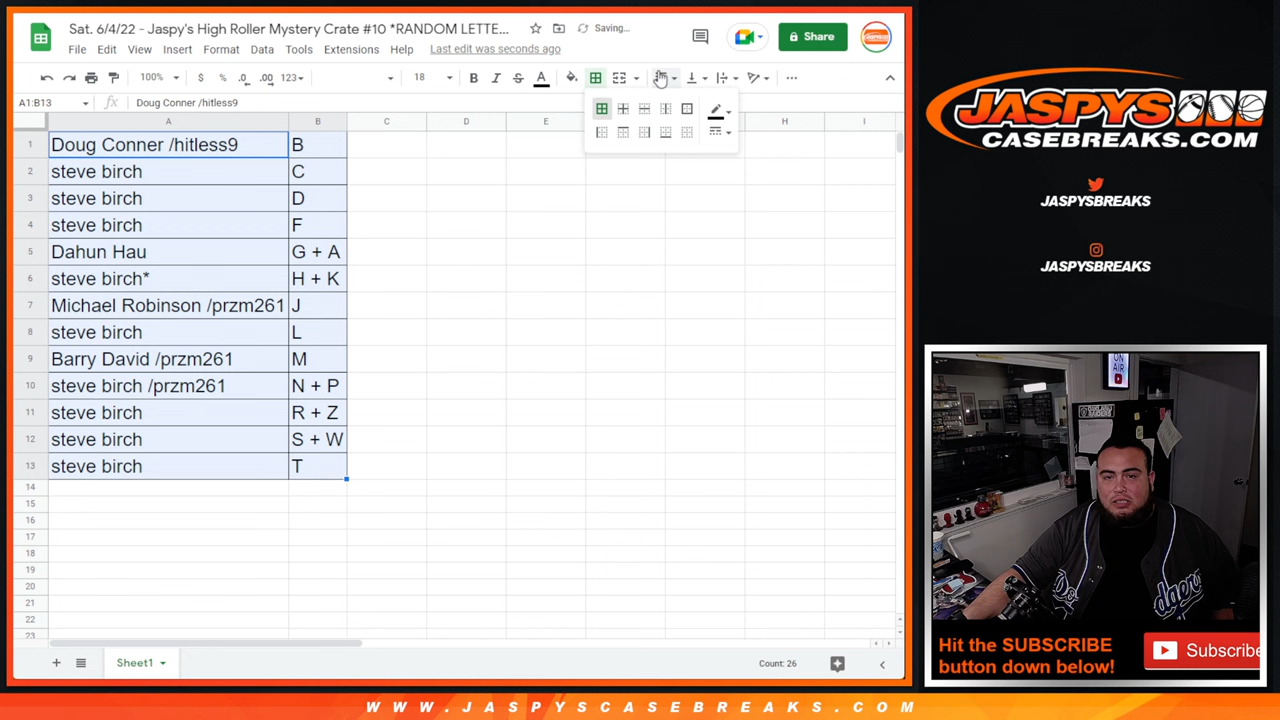 Sat. 6/4/22 - Jaspy's High Roller Mystery Crate #10 *RANDOM LETTE...
Saving...
File Edit View Insert Format Data Tools Extensions Help Last edit was seconds ago
Share
100% $ % .0 .00 123 18 B I S A
A1:B13 fx Doug Conner /hitless9
A B C D E H I
1 Doug Conner /hitless9 B
2 steve birch C
3 steve birch D
4 steve birch F
5 Dahun Hau G + A
6 steve birch* H + K
7 Michael Robinson /przm261 J
8 steve birch L
9 Barry David /przm261 M
10 steve birch /przm261 N + P
11 steve birch R + Z
12 steve birch S + W
13 steve birch T
14
15
16
17
18
19
20
21
22
23
Sheet1
Count: 26
JASPYS
CASEBREAKS.COM
JASPYSBREAKS
JASPYSBREAKS
ON
AIR
Dodgers
Hit the SUBSCRIBE
button down below!
Subscribe
WWW.JASPYSCASEBREAKS.COM